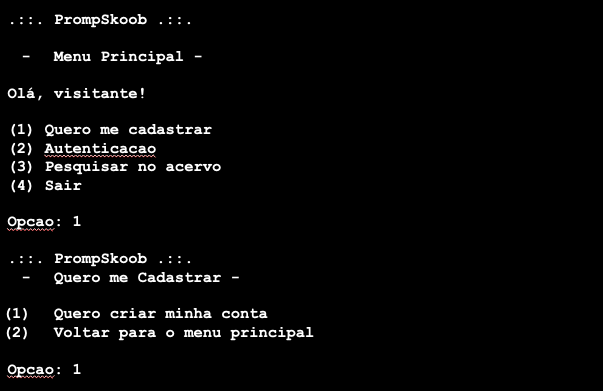 .::. PrompSkoob .::.
- Menu Principal -
Olá, visitante!
(1) Quero me cadastrar
(2) Autenticacao
(3) Pesquisar no acervo
(4) Sair
Opcao: 1
.::. PrompSkoob .::.
- Quero me Cadastrar -
(1) Quero criar minha conta
(2) Voltar para o menu principal
Opcao: 1